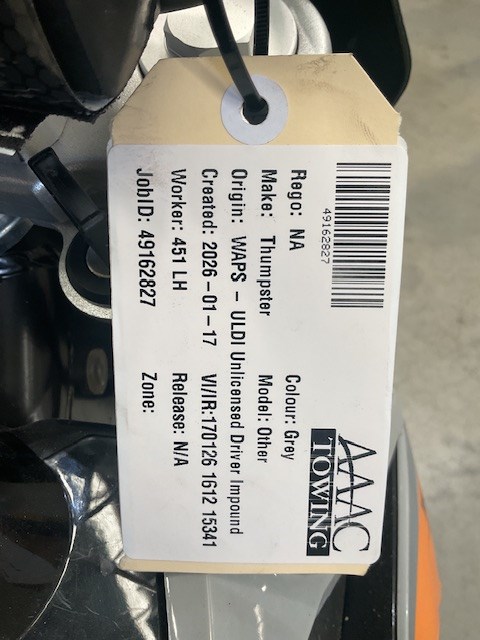 49162827
AAAC
TOWING
Rego: NA Colour: Grey
Make: Thumpster Model: Other
Origin: WAPS - ULDI Unlicensed Driver Impound
Created: 2026-01-17 VI/IR:170126 1612 15341
Worker: 451 LH Release: N/A
JobID: 49162827 Zone: